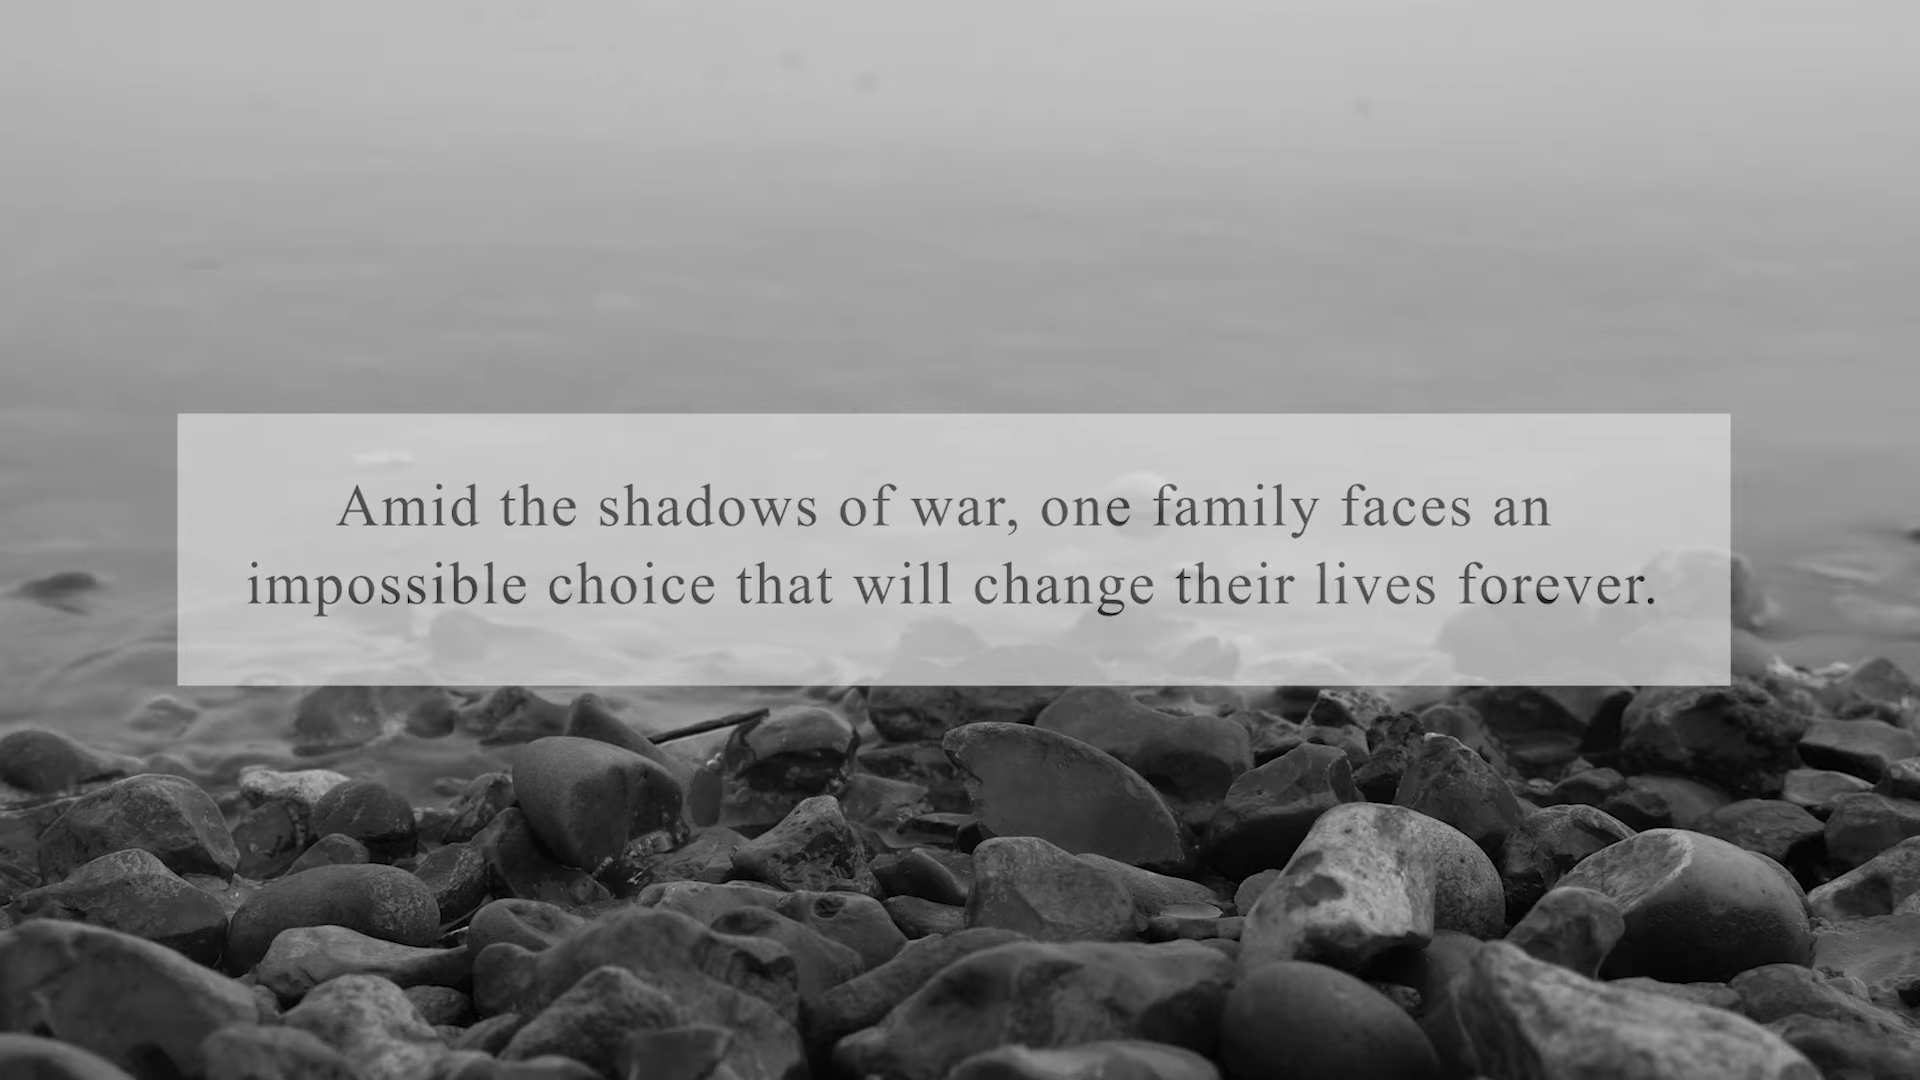 Amid the shadows of war, one family faces an
impossible choice that will change their lives forever.